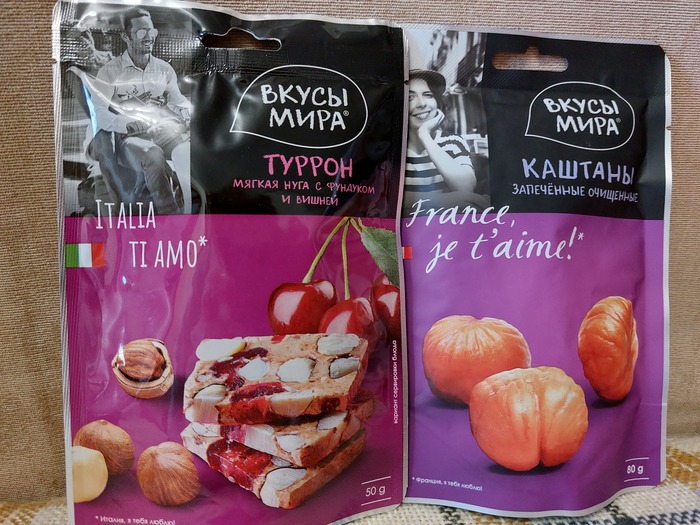 ВКУСЫ
МИРА®
ТУРРОН
МЯГКАЯ НУГА С ФУНДУКОМ
И ВИШНЕЙ
ITALIA
TI AMO*
вариант сервировки блюда
50 g
* Италия, я тебя люблю!
ВКУСЫ
МИРА®
КАШТАНЫ
ЗАПЕЧЁННЫЕ ОЧИЩЕННЫЕ
France,
je t'aime!*
* Франция, я тебя люблю!
80 g